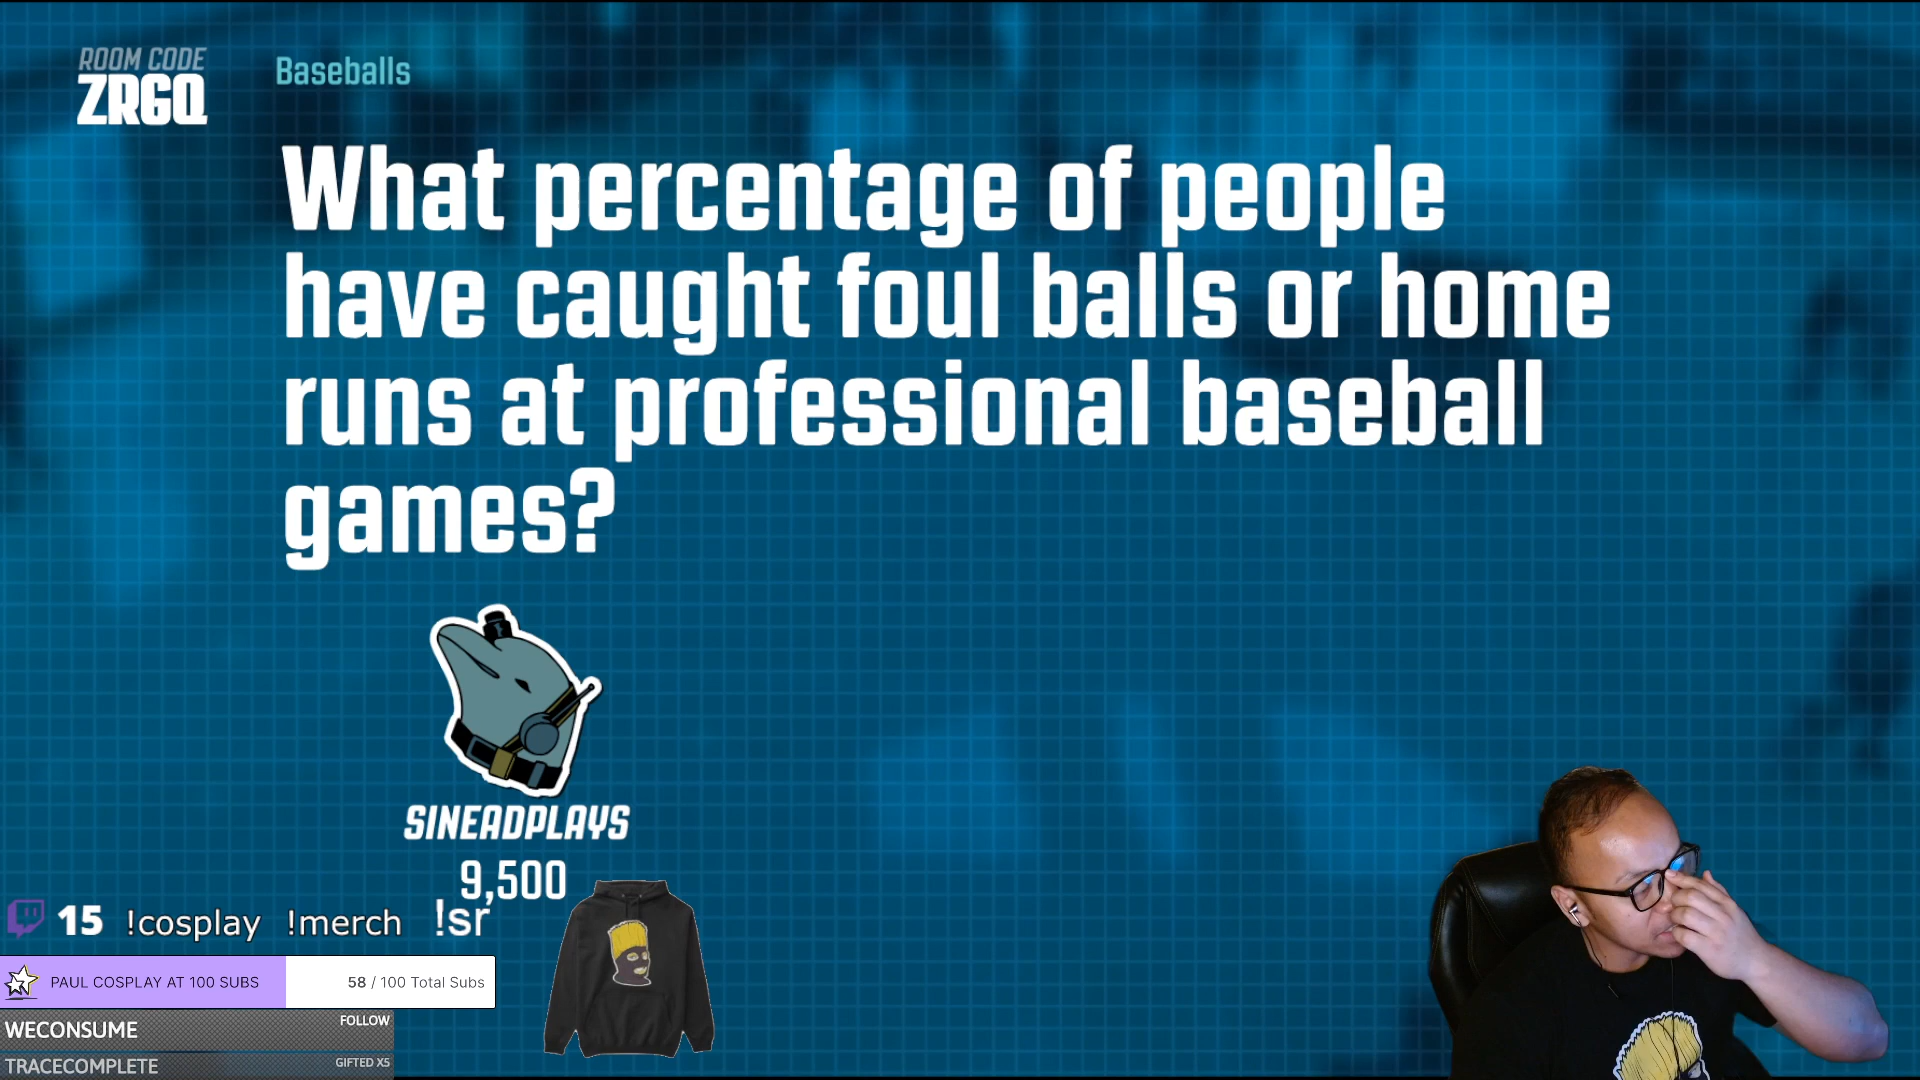 ROOM CODE
ZRGQ
Baseballs
What percentage of people
have caught foul balls or home
runs at professional baseball
games?
SINEADPLAYS
9,500
15 !cosplay !merch !sr
PAUL COSPLAY AT 100 SUBS 58 / 100 Total Subs
WECONSUME FOLLOW
TRACECOMPLETE GIFTED X5